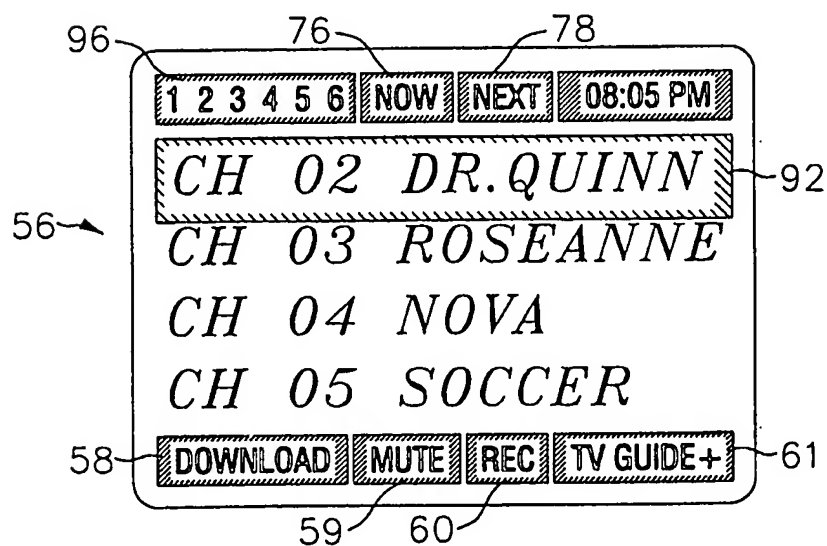 96 76 78
1 2 3 4 5 6 NOW NEXT 08:05 PM
CH 02 DR.QUINN 92
56
CH 03 ROSEANNE
CH 04 NOVA
CH 05 SOCCER
58 DOWNLOAD MUTE REC TV GUIDE+ 61
59 60